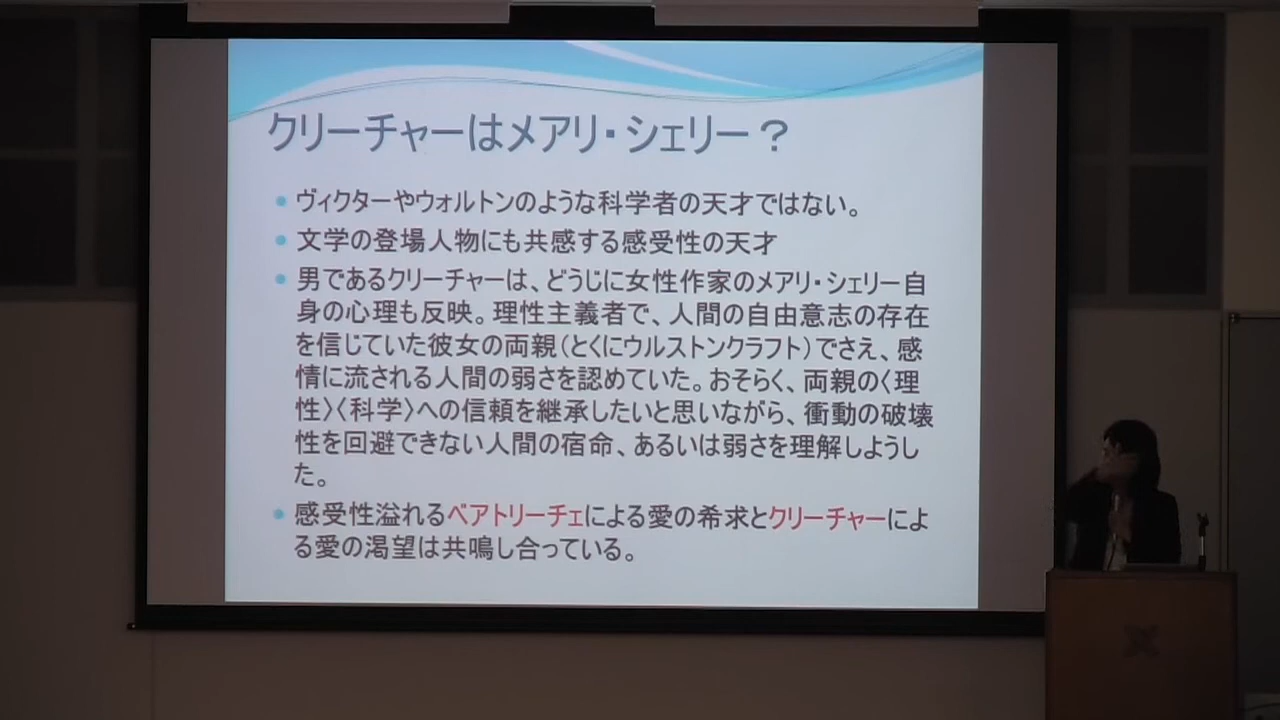 クリーチャーはメアリ・シェリー？
ヴィクターやウォルトンのような科学者の天才ではない。
文学の登場人物にも共感する感受性の天才
男であるクリーチャーは、どうじに女性作家のメアリ・シェリー自
身の心理も反映。理性主義者で、人間の自由意志の存在
を信じていた彼女の両親（とくにウルストンクラフト）でさえ、感
情に流される人間の弱さを認めていた。おそらく、両親の〈理
性〉〈科学〉への信頼を継承したいと思いながら、衝動の破壊
性を回避できない人間の宿命、あるいは弱さを理解しようし
た。
感受性溢れるベアトリーチェによる愛の希求とクリーチャーによ
る愛の渇望は共鳴し合っている。